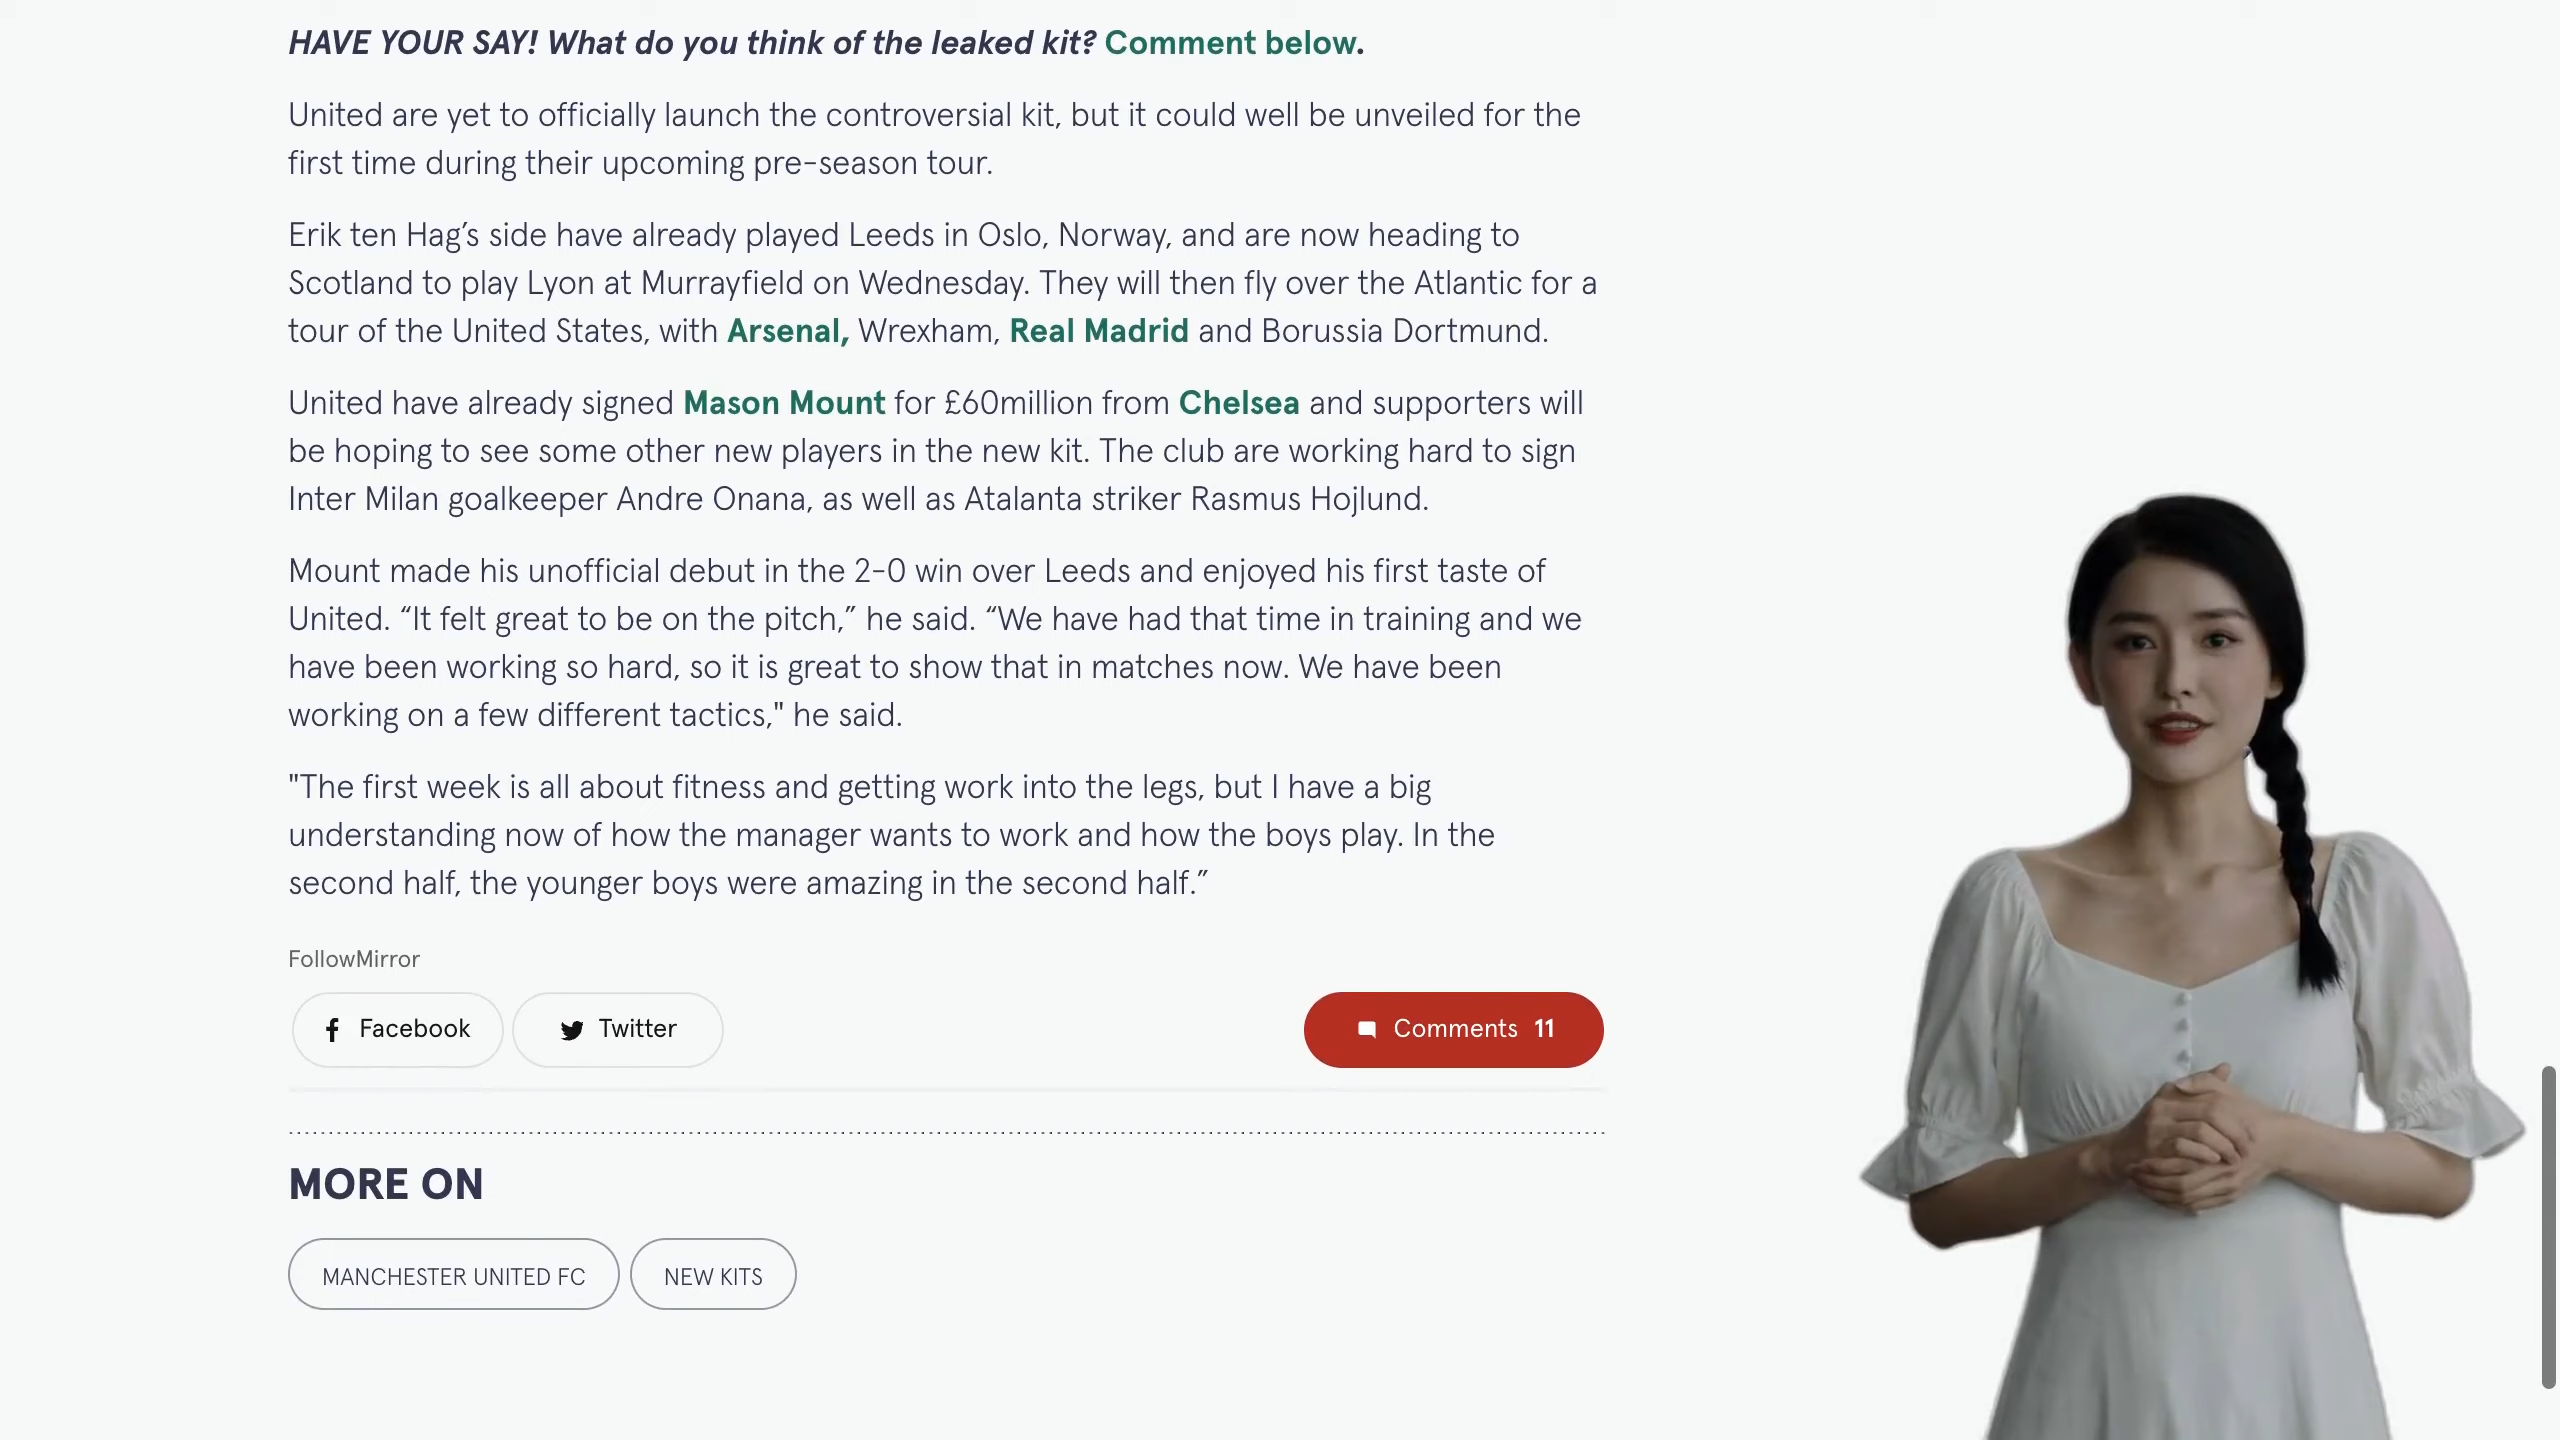 HAVE YOUR SAY! What do you think of the leaked kit? Comment below.
United are yet to officially launch the controversial kit, but it could well be unveiled for the
first time during their upcoming pre-season tour.
Erik ten Hag’s side have already played Leeds in Oslo, Norway, and are now heading to
Scotland to play Lyon at Murrayfield on Wednesday. They will then fly over the Atlantic for a
tour of the United States, with Arsenal, Wrexham, Real Madrid and Borussia Dortmund.
United have already signed Mason Mount for £60million from Chelsea and supporters will
be hoping to see some other new players in the new kit. The club are working hard to sign
Inter Milan goalkeeper Andre Onana, as well as Atalanta striker Rasmus Hojlund.
Mount made his unofficial debut in the 2-0 win over Leeds and enjoyed his first taste of
United. “It felt great to be on the pitch,” he said. “We have had that time in training and we
have been working so hard, so it is great to show that in matches now. We have been
working on a few different tactics," he said.
"The first week is all about fitness and getting work into the legs, but I have a big
understanding now of how the manager wants to work and how the boys play. In the
second half, the younger boys were amazing in the second half.”
FollowMirror
Facebook Twitter Comments 11
MORE ON
MANCHESTER UNITED FC NEW KITS